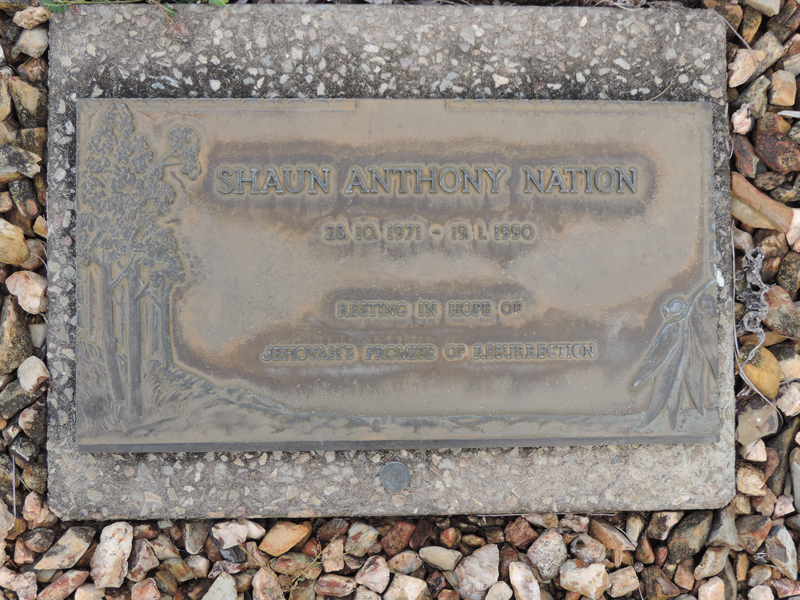 SHAUN ANTHONY NATION
28. 10. 1971 - 19. 1. 1990
RESTING IN HOPE OF
JEHOVAH'S PROMISE OF RESURRECTION